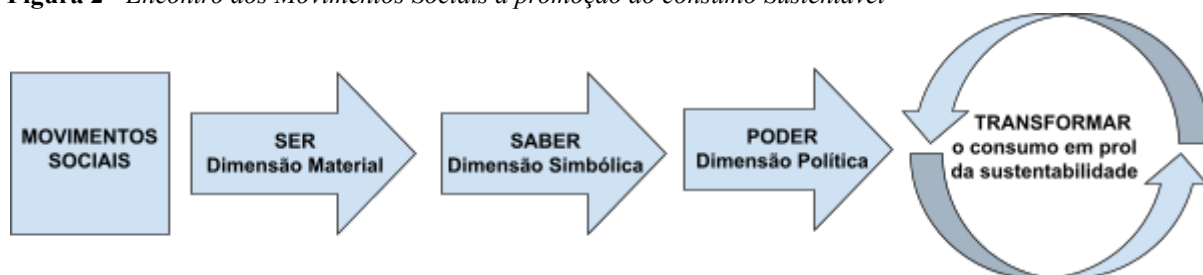 Figura 2 - Encontro dos Movimentos Sociais à promoção do consumo Sustentável
MOVIMENTOS
SOCIAIS
SER
Dimensão Material
SABER
Dimensão Simbólica
PODER
Dimensão Política
TRANSFORMAR
o consumo em prol
da sustentabilidade